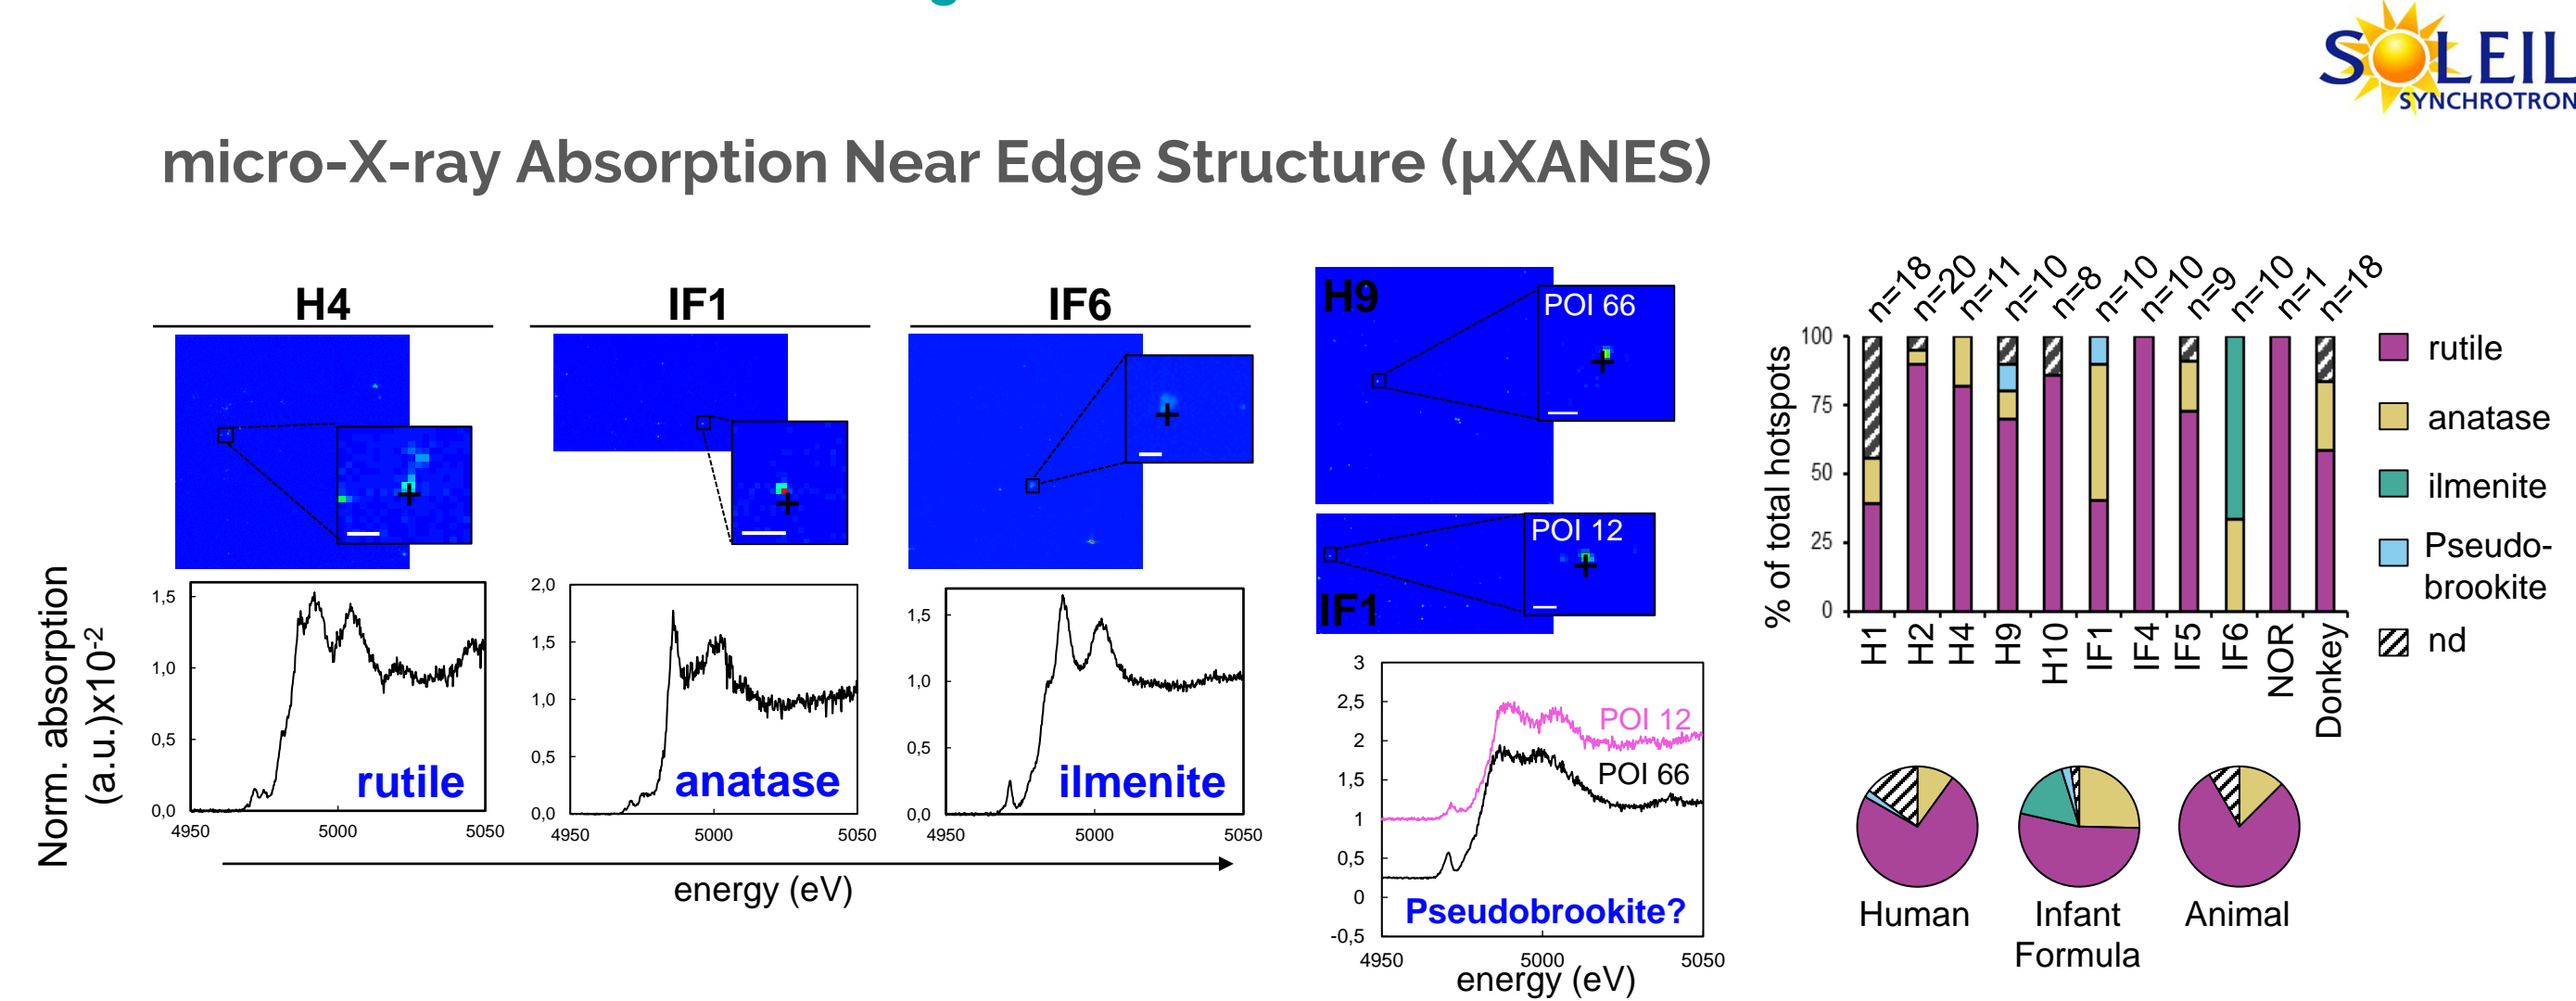 g
SOLEIL
SYNCHROTRON
micro-X-ray Absorption Near Edge Structure (µXANES)
H4
IF1
IF6
H9
POI 66
POI 12
IF1
Norm. absorption
(a.u.)x10-2
1,5
1,0
0,5
0,0
4950
5000
5050
rutile
2,0
1,5
1,0
0,5
0,0
4950
5000
5050
anatase
1,5
1,0
0,5
0,0
4950
5000
5050
ilmenite
energy (eV)
3
2,5
2
1,5
1
0,5
0
-0,5
4950
5000
5050
POI 12
POI 66
Pseudobrookite?
energy (eV)
n=18
n=20
n=11
n=10
n=8
n=10
n=10
n=9
n=10
n=1
n=18
% of total hotspots
100
75
50
25
0
H1
H2
H4
H9
H10
IF1
IF4
IF5
IF6
NOR
Donkey
rutile
anatase
ilmenite
Pseudo-
brookite
nd
Human
Infant
Formula
Animal